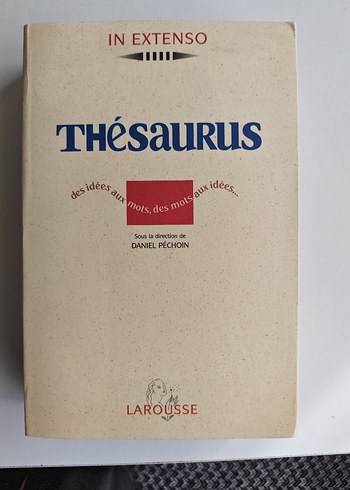 IN EXTENSO
THéSAURUS
des idées aux mots, des mots aux idées...
Sous la direction de
DANIEL PÉCHOIN
LAROUSSE